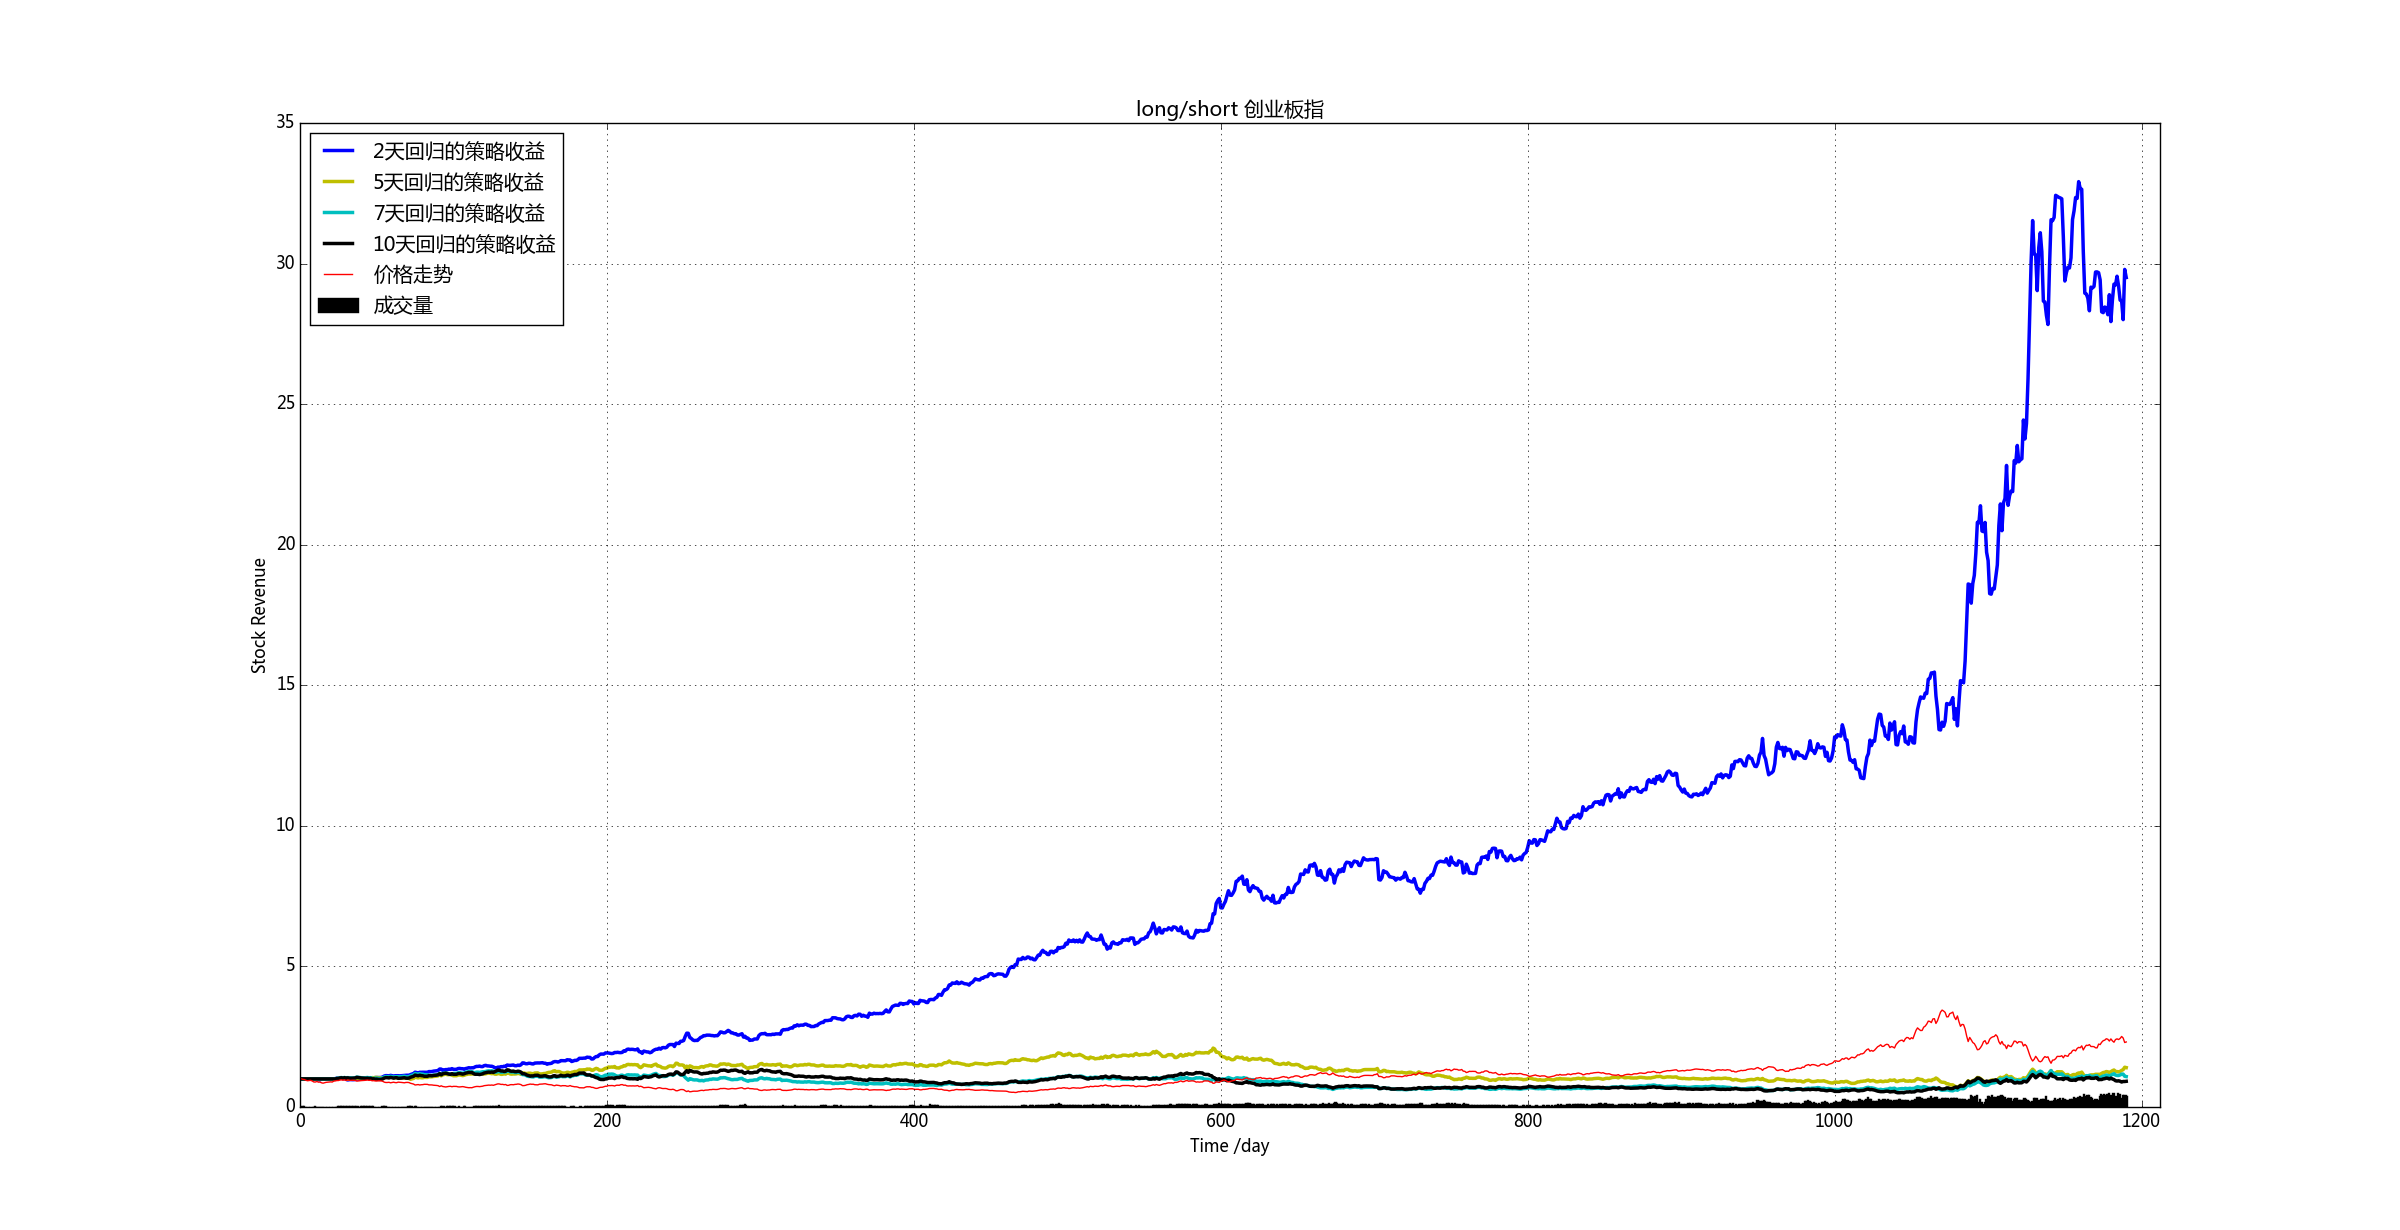 long/short 创业板指
35
30
25
20
15
10
5
0
2天回归的策略收益
5天回归的策略收益
7天回归的策略收益
10天回归的策略收益
价格走势
成交量
Stock Revenue
0 200 400 600 800 1000 1200
Time /day